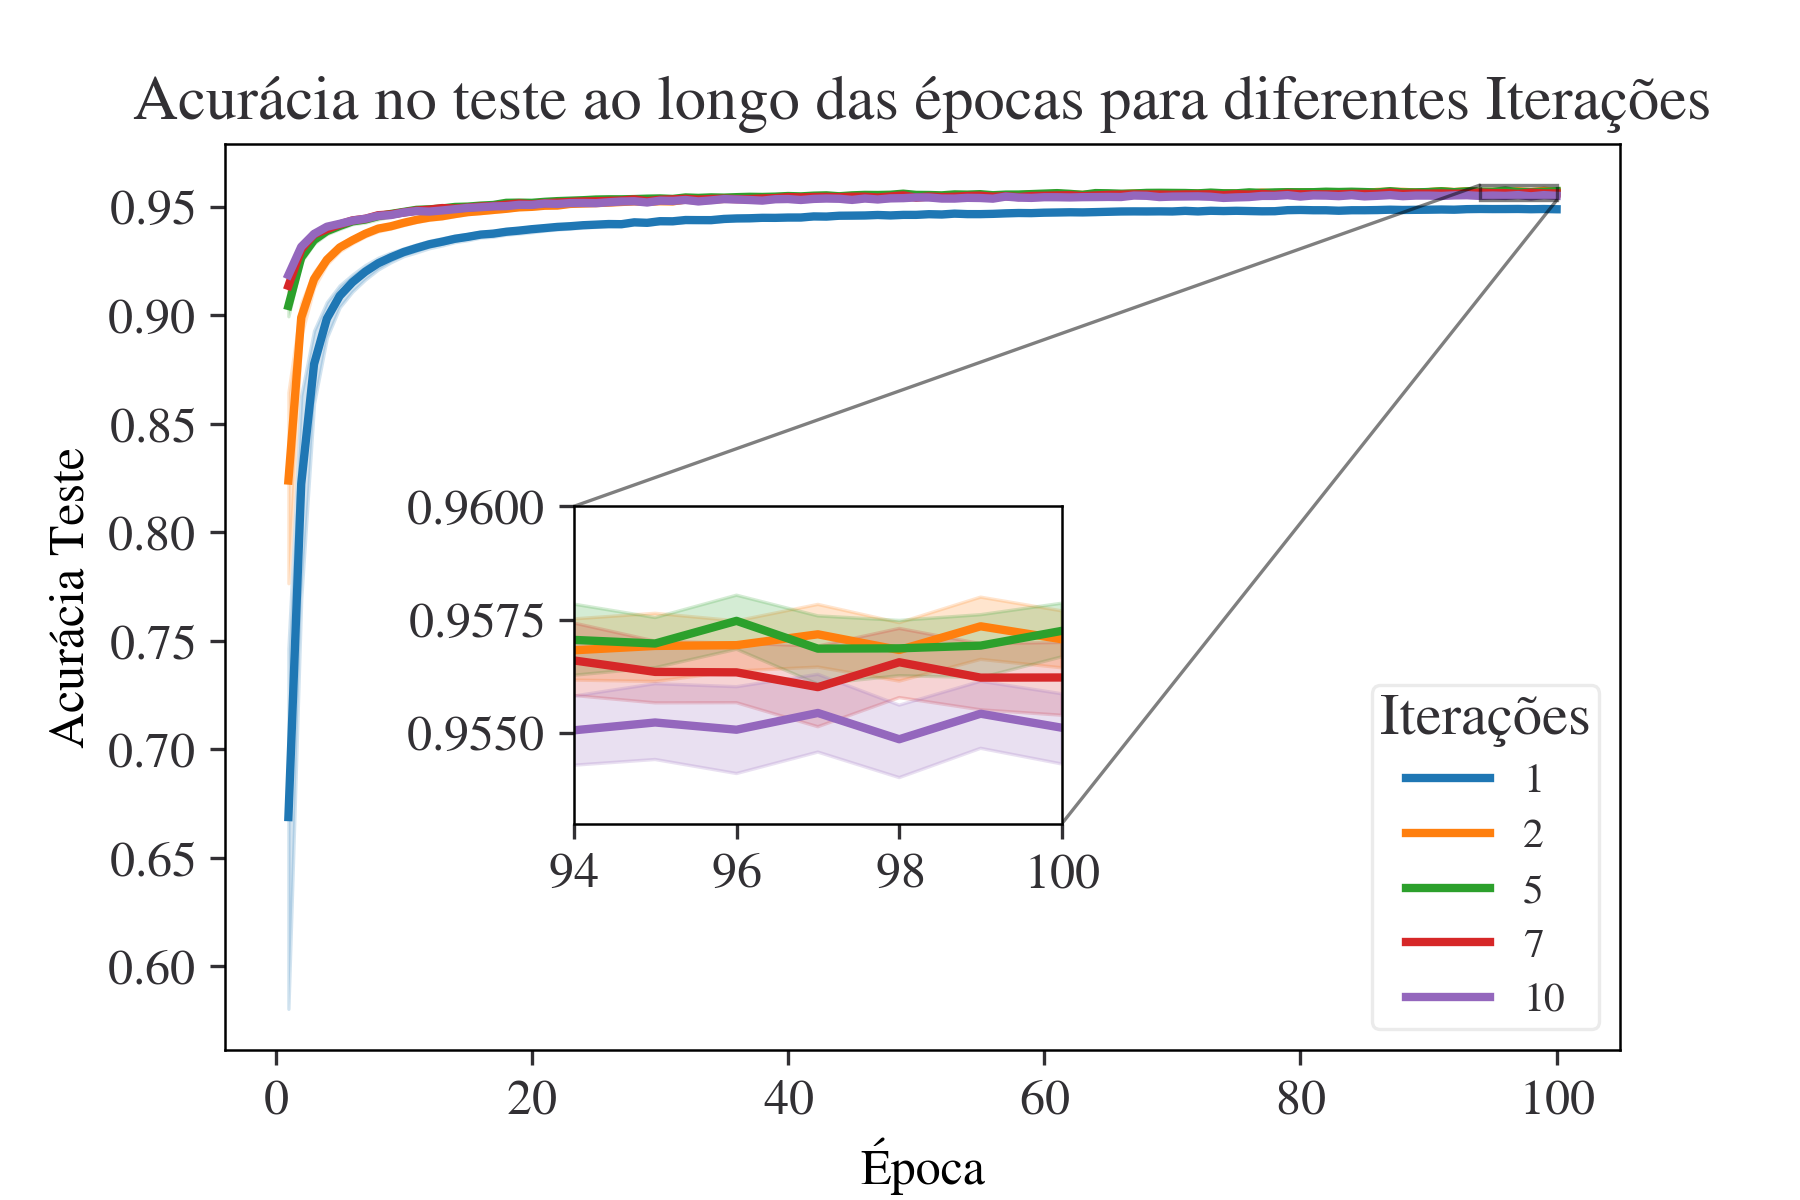 Acurácia no teste ao longo das épocas para diferentes Iterações
0.95
0.90
0.85
0.80
0.75
0.70
0.65
0.60
Acurácia Teste
0.9600
0.9575
0.9550
94 96 98 100
Iterações
1
2
5
7
10
0 20 40 60 80 100
Época